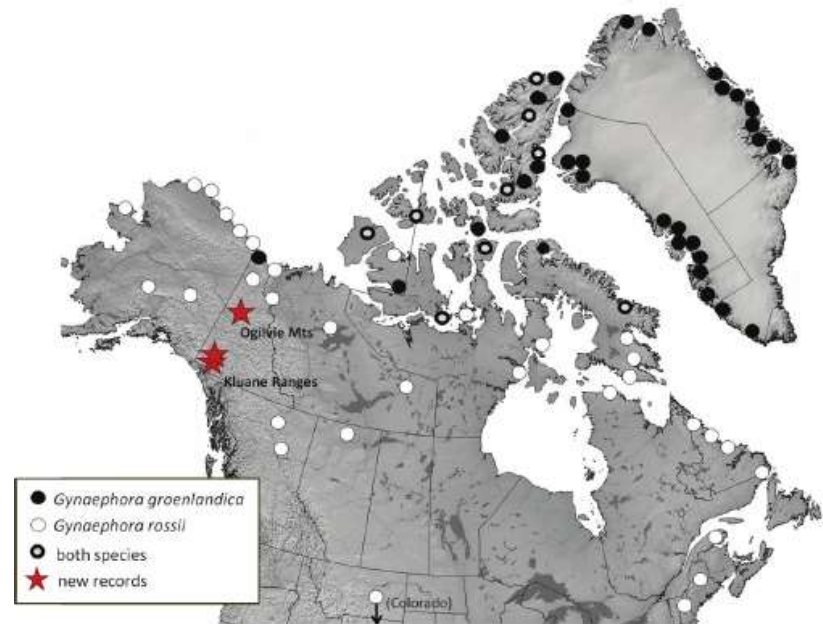 Ogilvie Mts
Kluane Ranges
Gynaephora groenlandica
Gynaephora rossii
both species
new records
(Colorado)